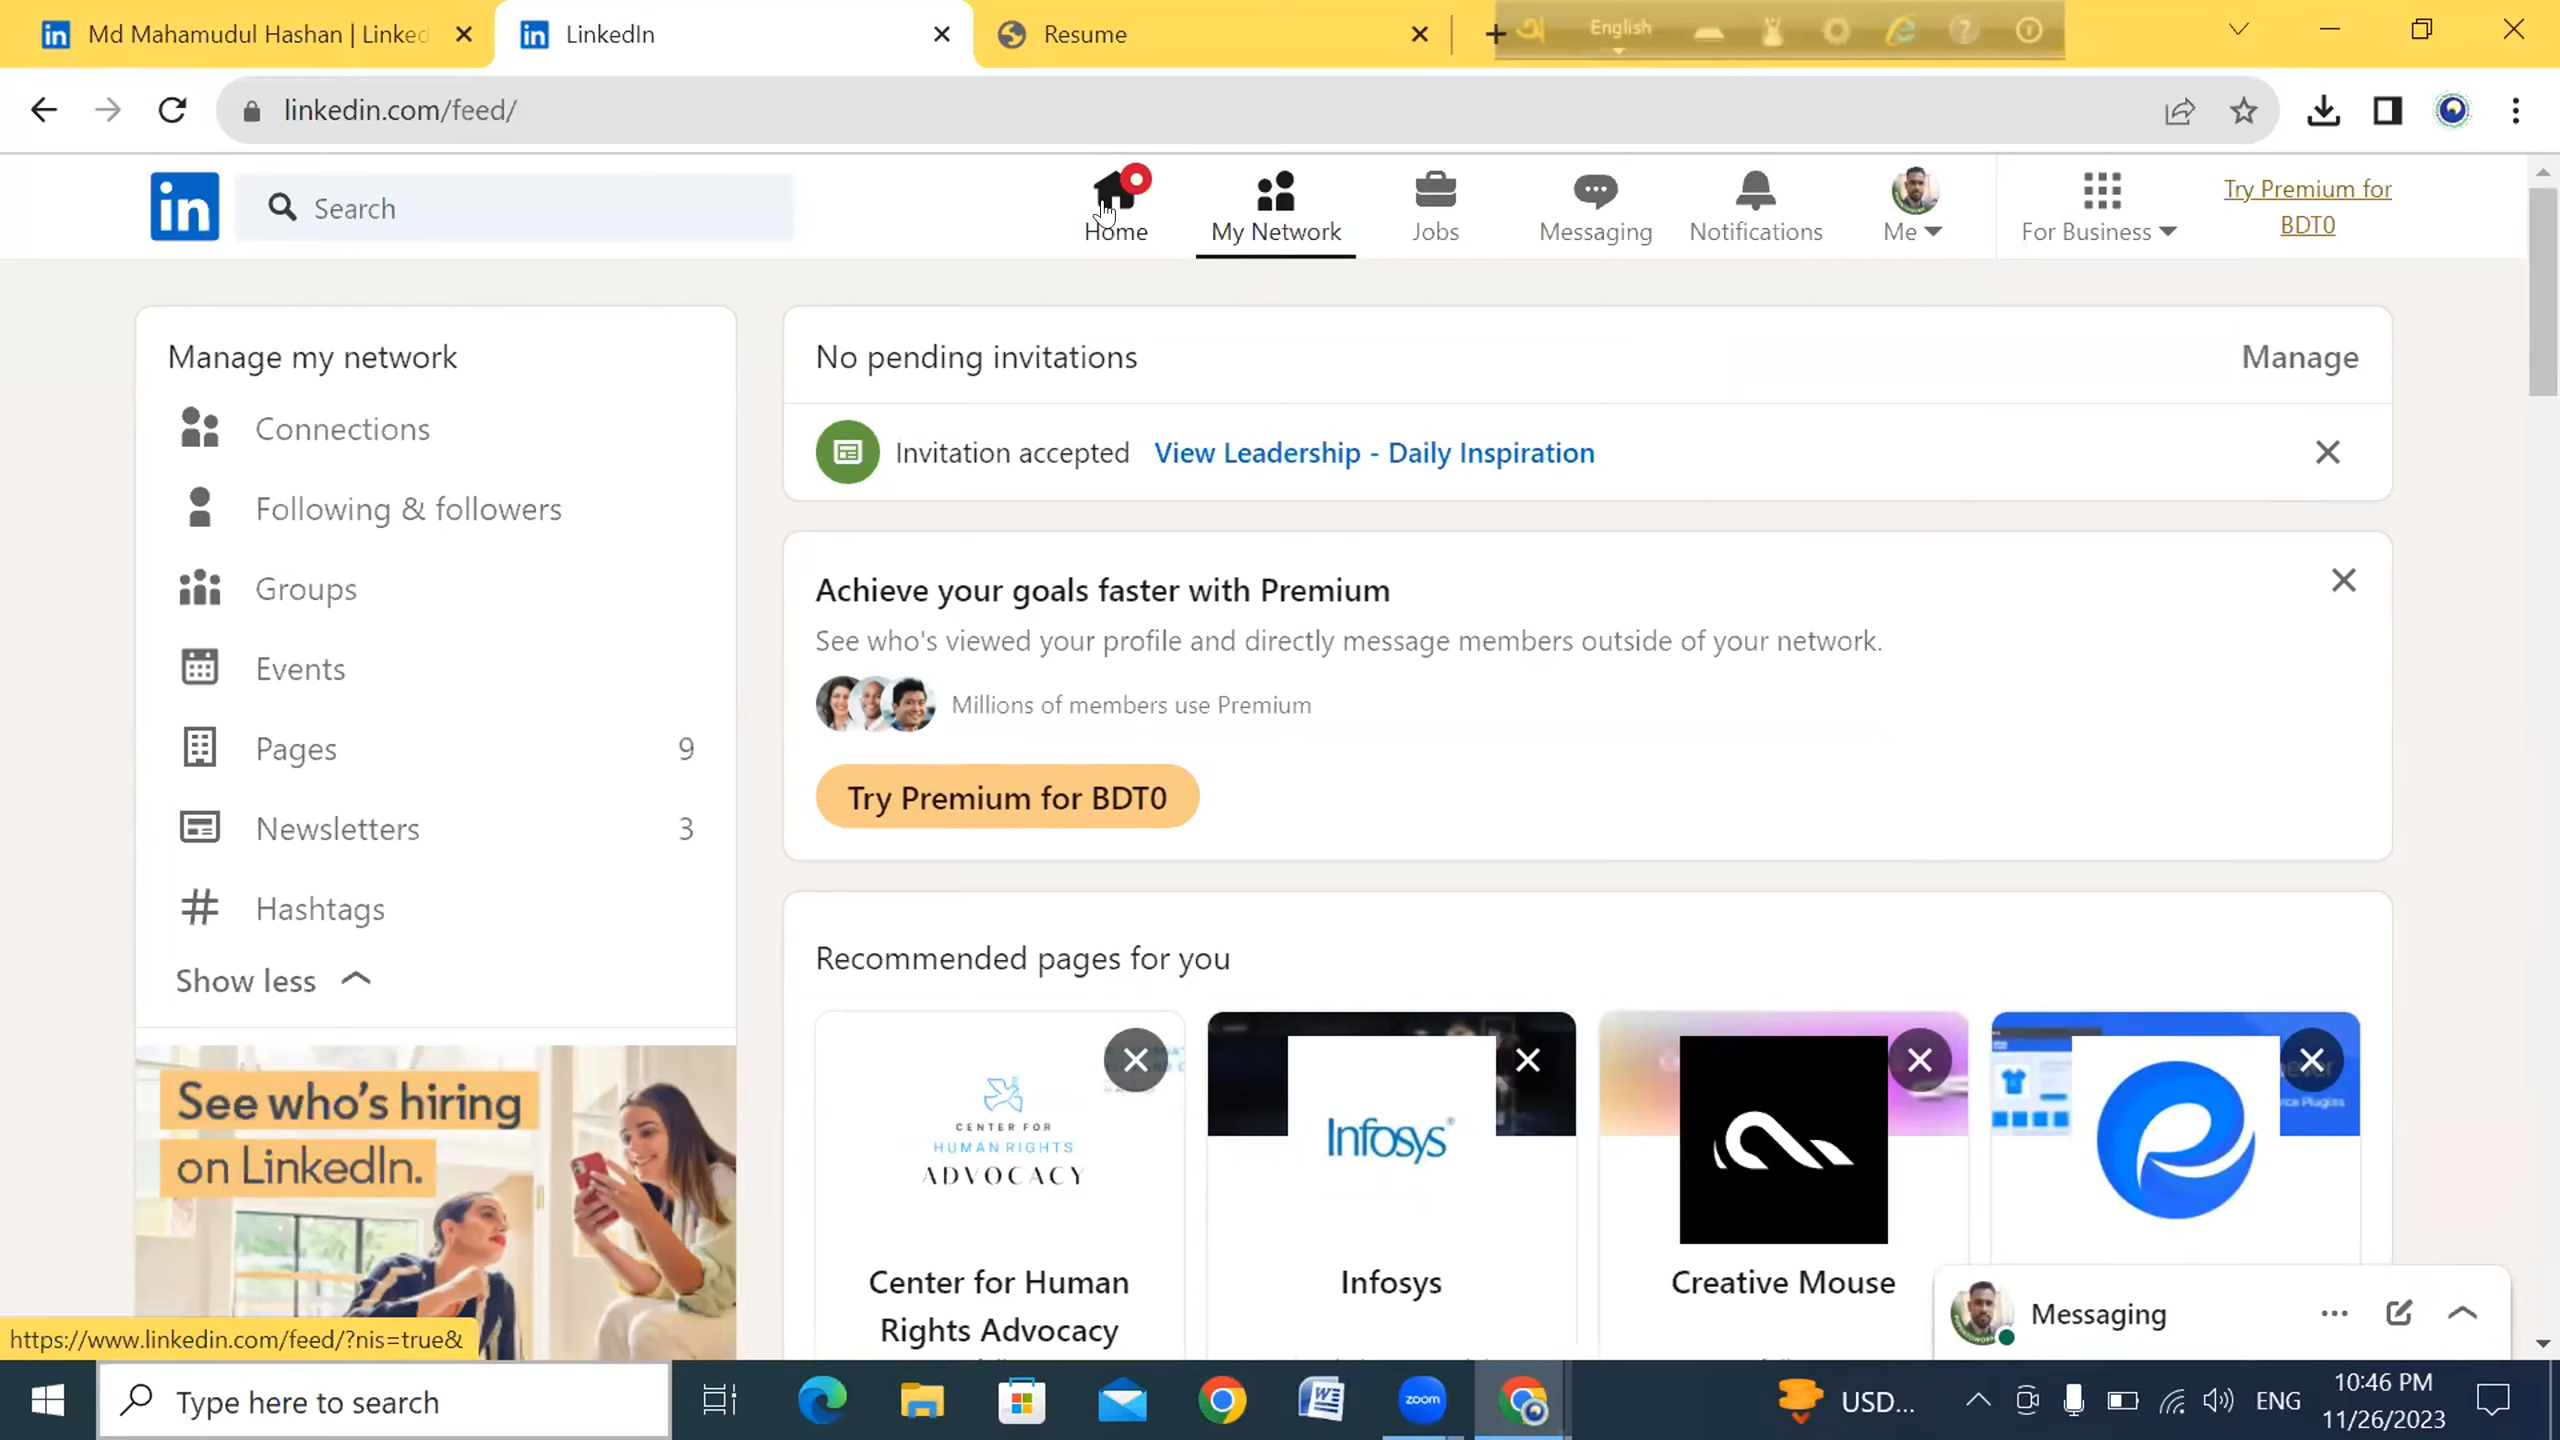 Md Mahamudul Hashan | Linked
LinkedIn
Resume
English
linkedin.com/feed/
in
Search
Home
My Network
Jobs
Messaging
Notifications
Me
For Business
Try Premium for
BDT0
Manage my network
Connections
Following & followers
Groups
Events
Pages 9
Newsletters 3
Hashtags
Show less
No pending invitations
Manage
Invitation accepted View Leadership - Daily Inspiration
Achieve your goals faster with Premium
See who's viewed your profile and directly message members outside of your network.
Millions of members use Premium
Try Premium for BDT0
Recommended pages for you
CENTER FOR
HUMAN RIGHTS
ADVOCACY
Infosys®
ce Plugins
Center for Human
Rights Advocacy
Infosys
Creative Mouse
See who's hiring
on LinkedIn.
Messaging
https://www.linkedin.com/feed/?nis=true&
Type here to search
zoom
USD...
ENG
10:46 PM
11/26/2023